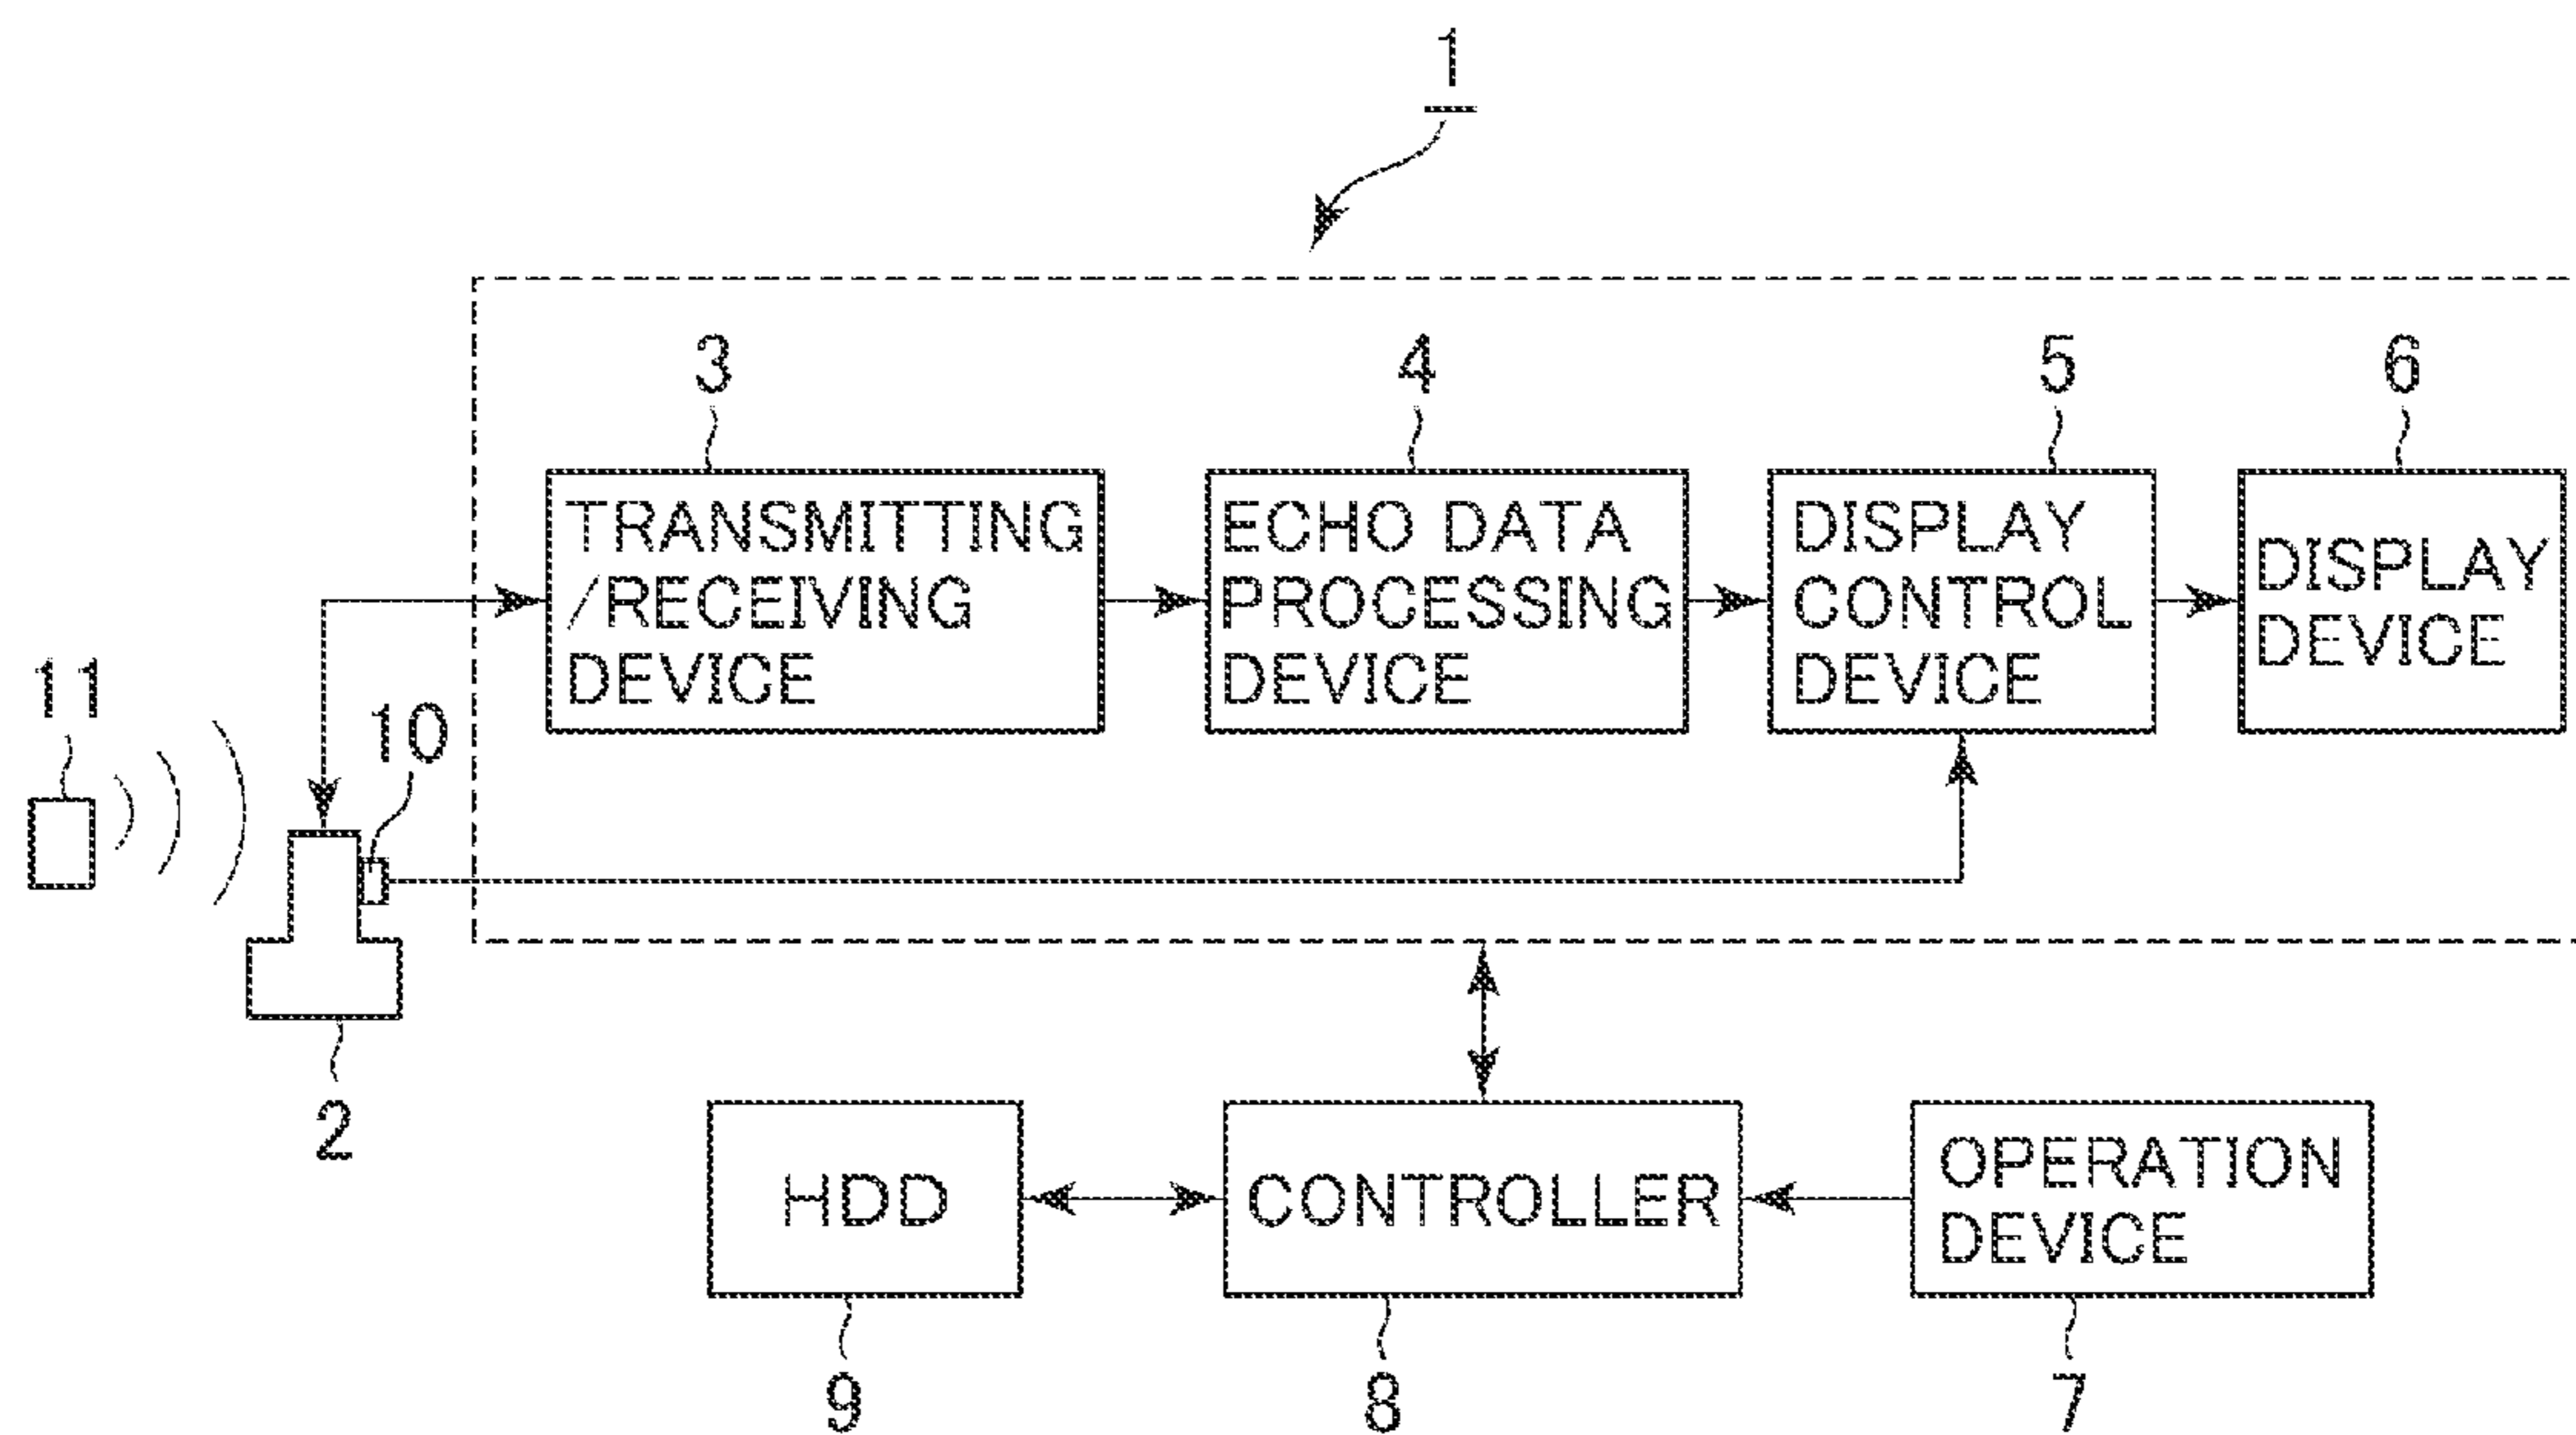 1
3
4
5
6
TRANSMITTING
/RECEIVING
DEVICE
ECHO DATA
PROCESSING
DEVICE
DISPLAY
CONTROL
DEVICE
DISPLAY
DEVICE
11
10
2
HDD
CONTROLLER
OPERATION
DEVICE
9
8
7